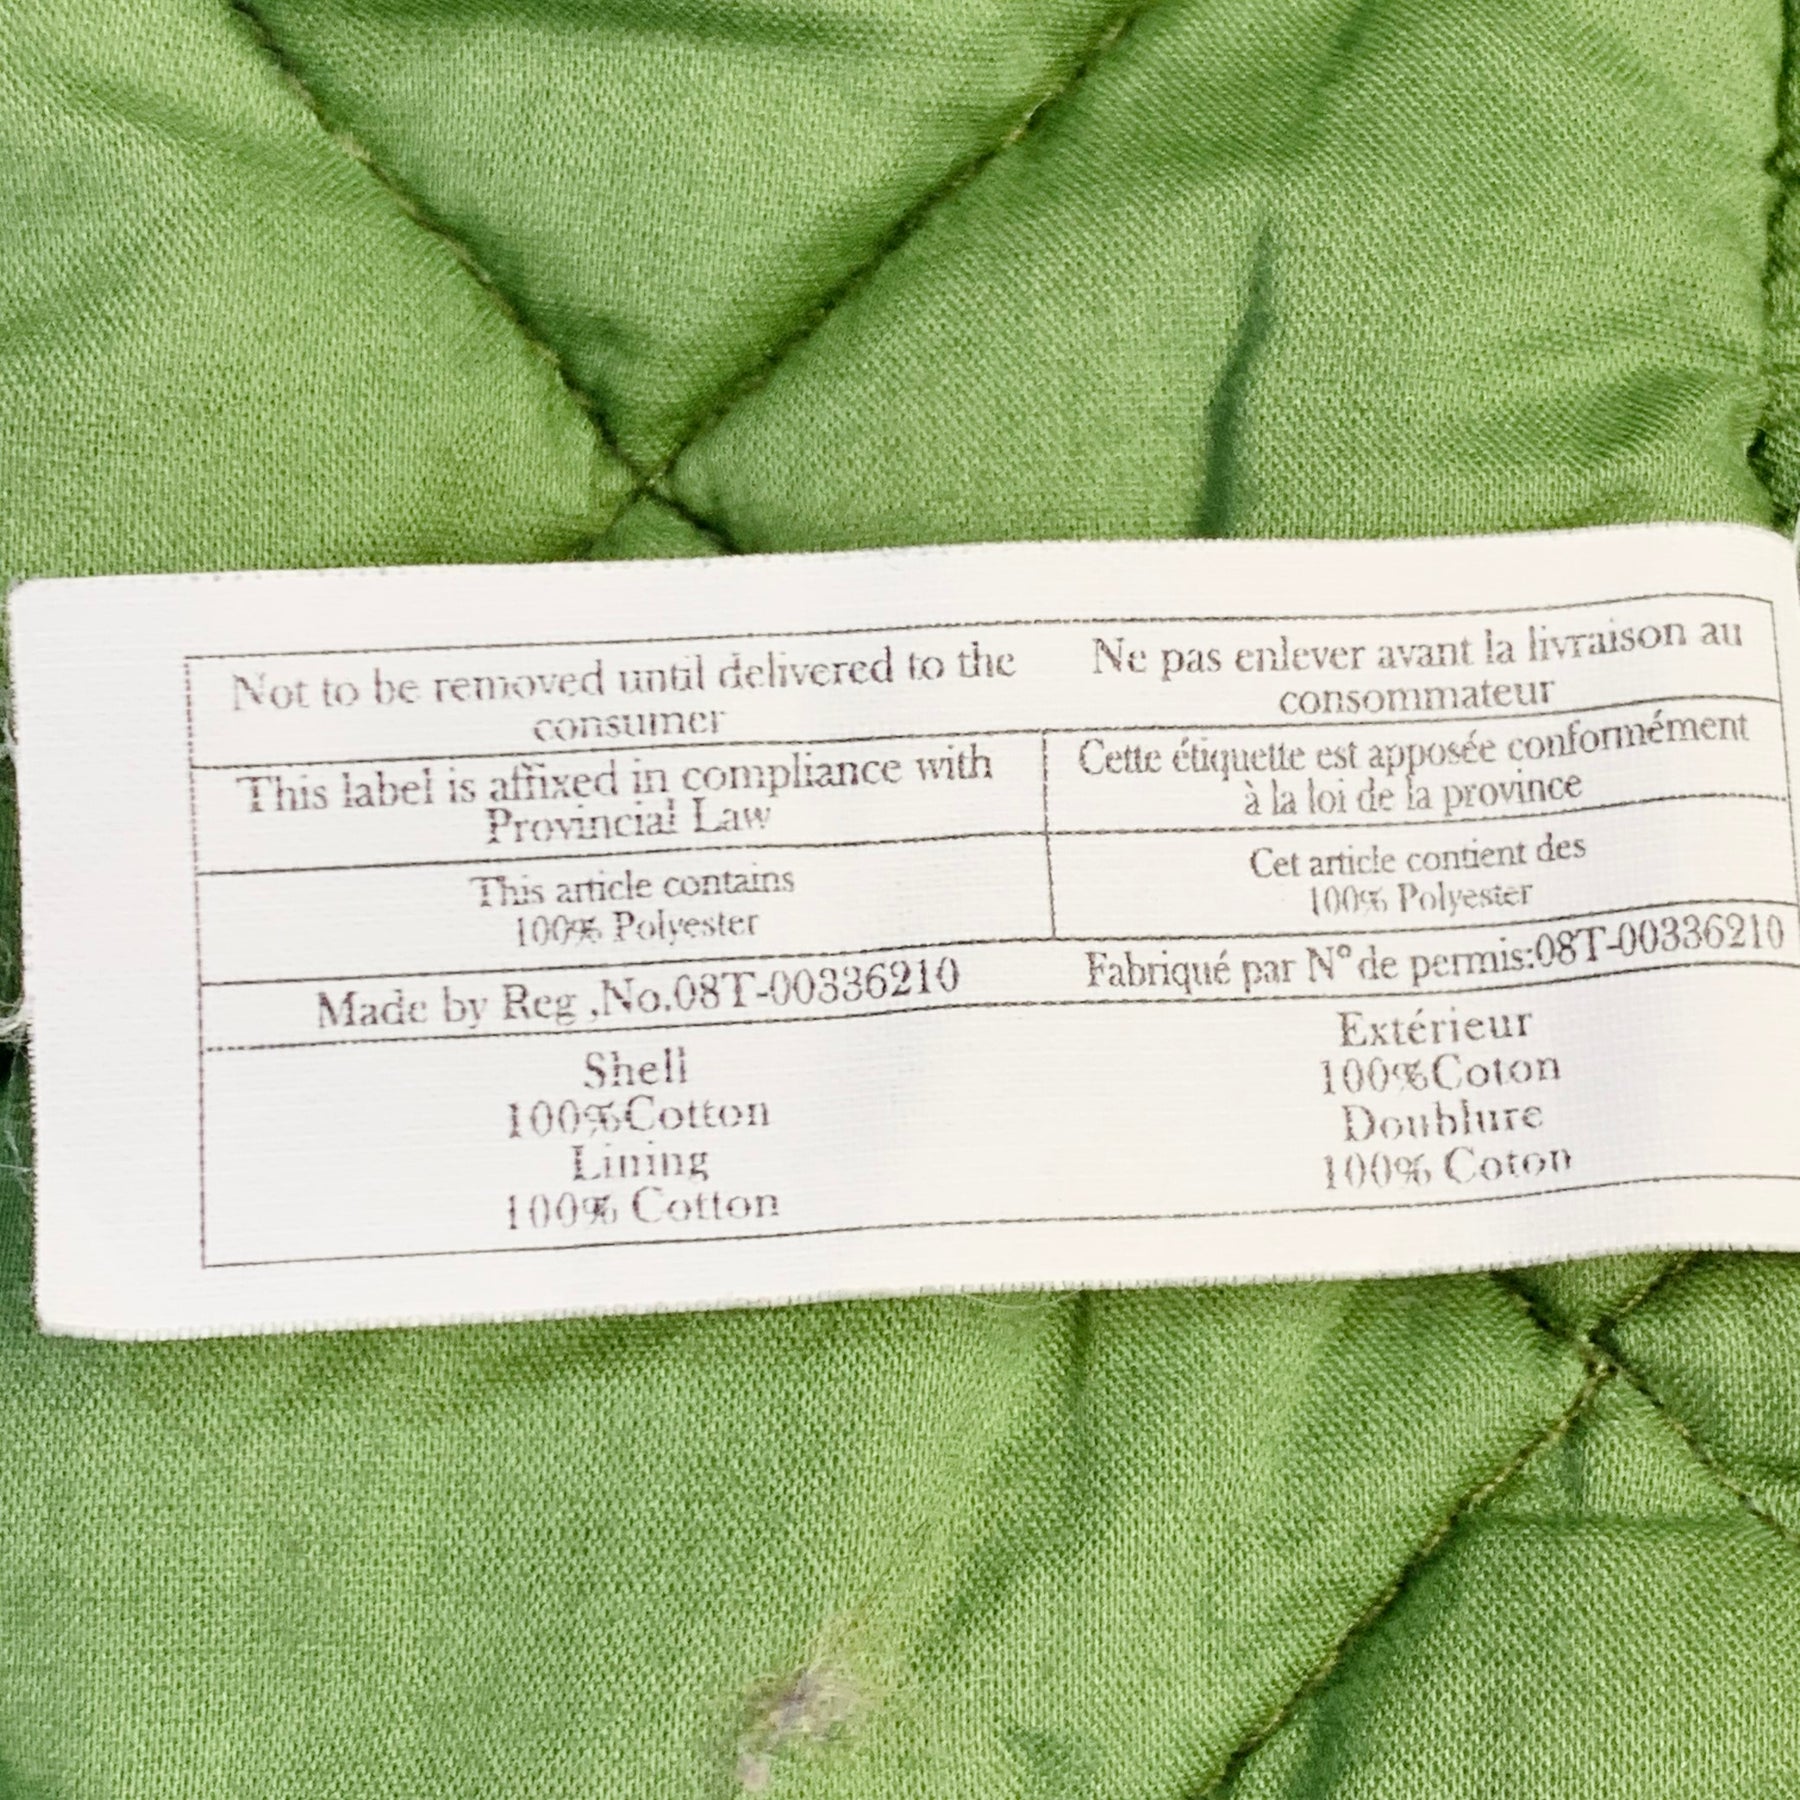 Not to be removed until delivered to the
consumer
Ne pas enlever avant la livraison au
consommateur
This label is affixed in compliance with
Provincial Law
Cette étiquette est apposée conformément
à la loi de la province
This article contains
100% Polyester
Cet article contient des
100% Polyester
Made by Reg ,No.08T-00336210
Fabriqué par N° de permis:08T-00336210
Shell
100%Cotton
Lining
100% Cotton
Extérieur
100%Coton
Doublure
100% Coton